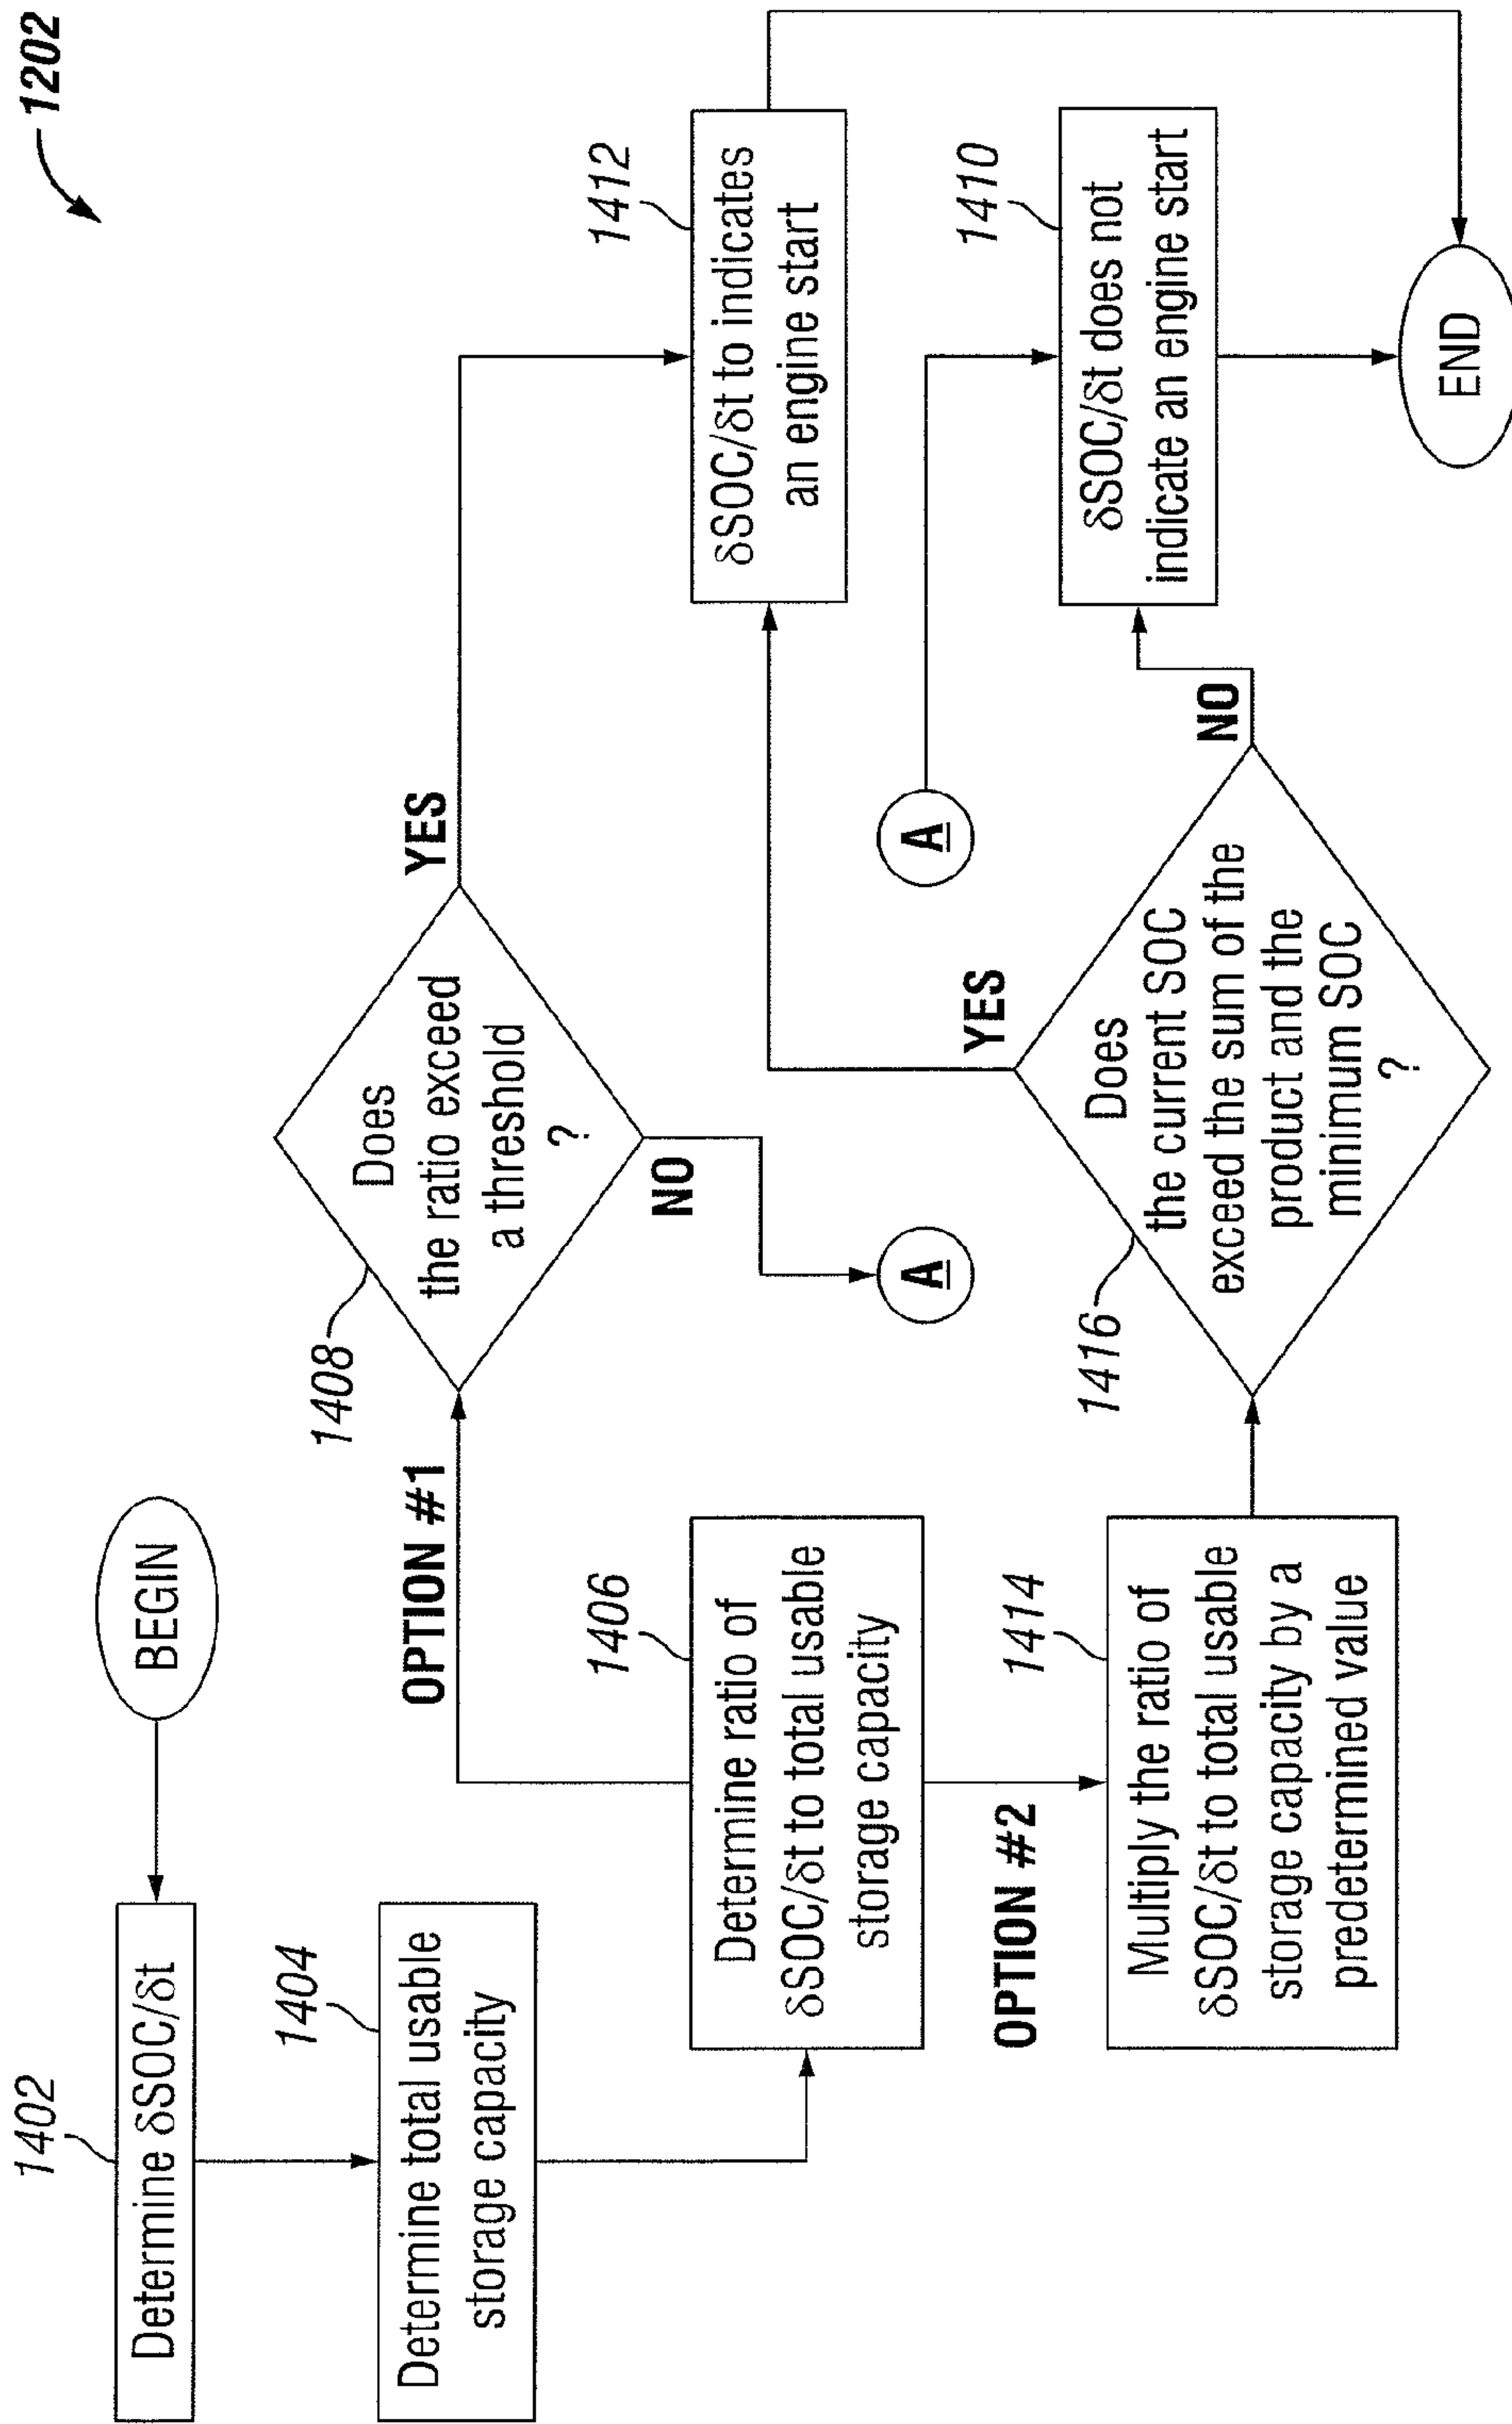 1202
BEGIN
1402
Determine δSOC/δt
1404
Determine total usable
storage capacity
1406
Determine ratio of
δSOC/δt to total usable
storage capacity
OPTION #1
1408
Does
the ratio exceed
a threshold
?
YES
NO
A
1412
δSOC/δt to indicates
an engine start
OPTION #2
1414
Multiply the ratio of
δSOC/δt to total usable
storage capacity by a
predetermined value
1416
Does
the current SOC
exceed the sum of the
product and the
minimum SOC
?
YES
NO
A
1410
δSOC/δt does not
indicate an engine start
END